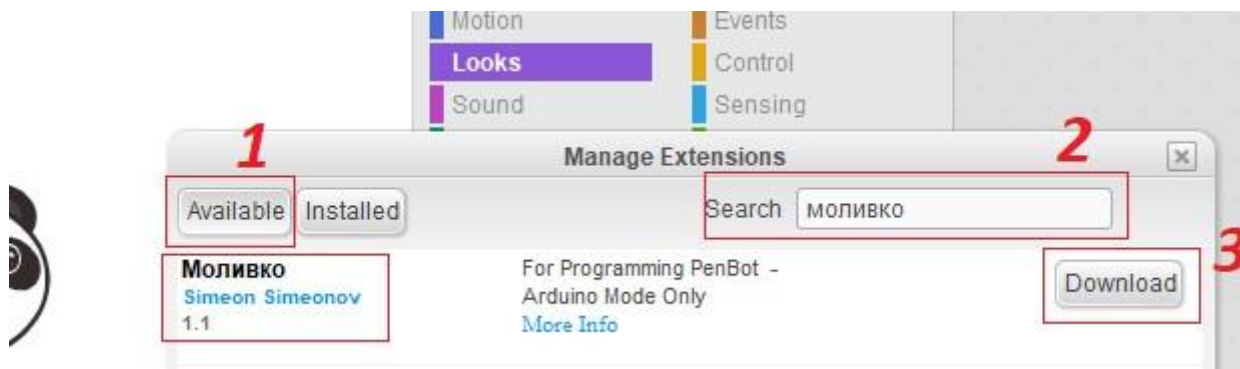 Motion Events
Looks Control
Sound Sensing
1 2
Manage Extensions
Available Installed Search моливко
3
Моливко For Programming PenBot -
Simeon Simeonov Arduino Mode Only Download
1.1 More Info